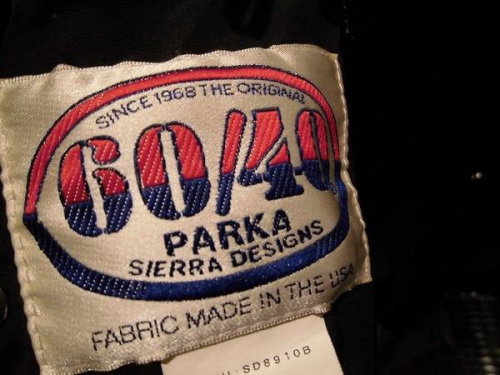 SINCE 1968 THE ORIGINAL
60/40
PARKA
SIERRA DESIGNS
FABRIC MADE IN THE USA
SD8910B